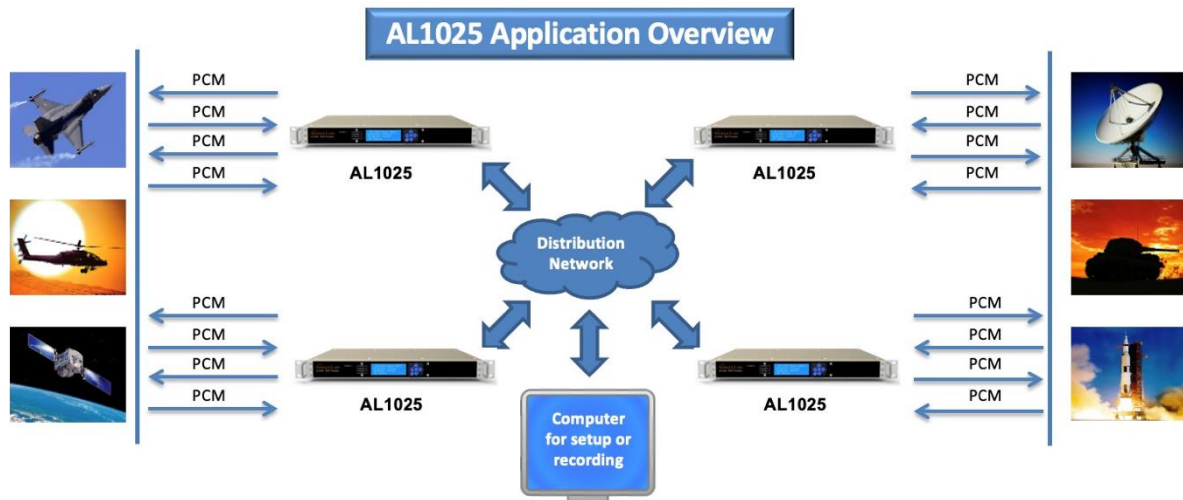 AL1025 Application Overview
PCM
PCM
PCM
PCM
AL1025
AL1025
PCM
PCM
PCM
PCM
Distribution
Network
PCM
PCM
PCM
PCM
AL1025
AL1025
PCM
PCM
PCM
PCM
Computer
for setup or
recording